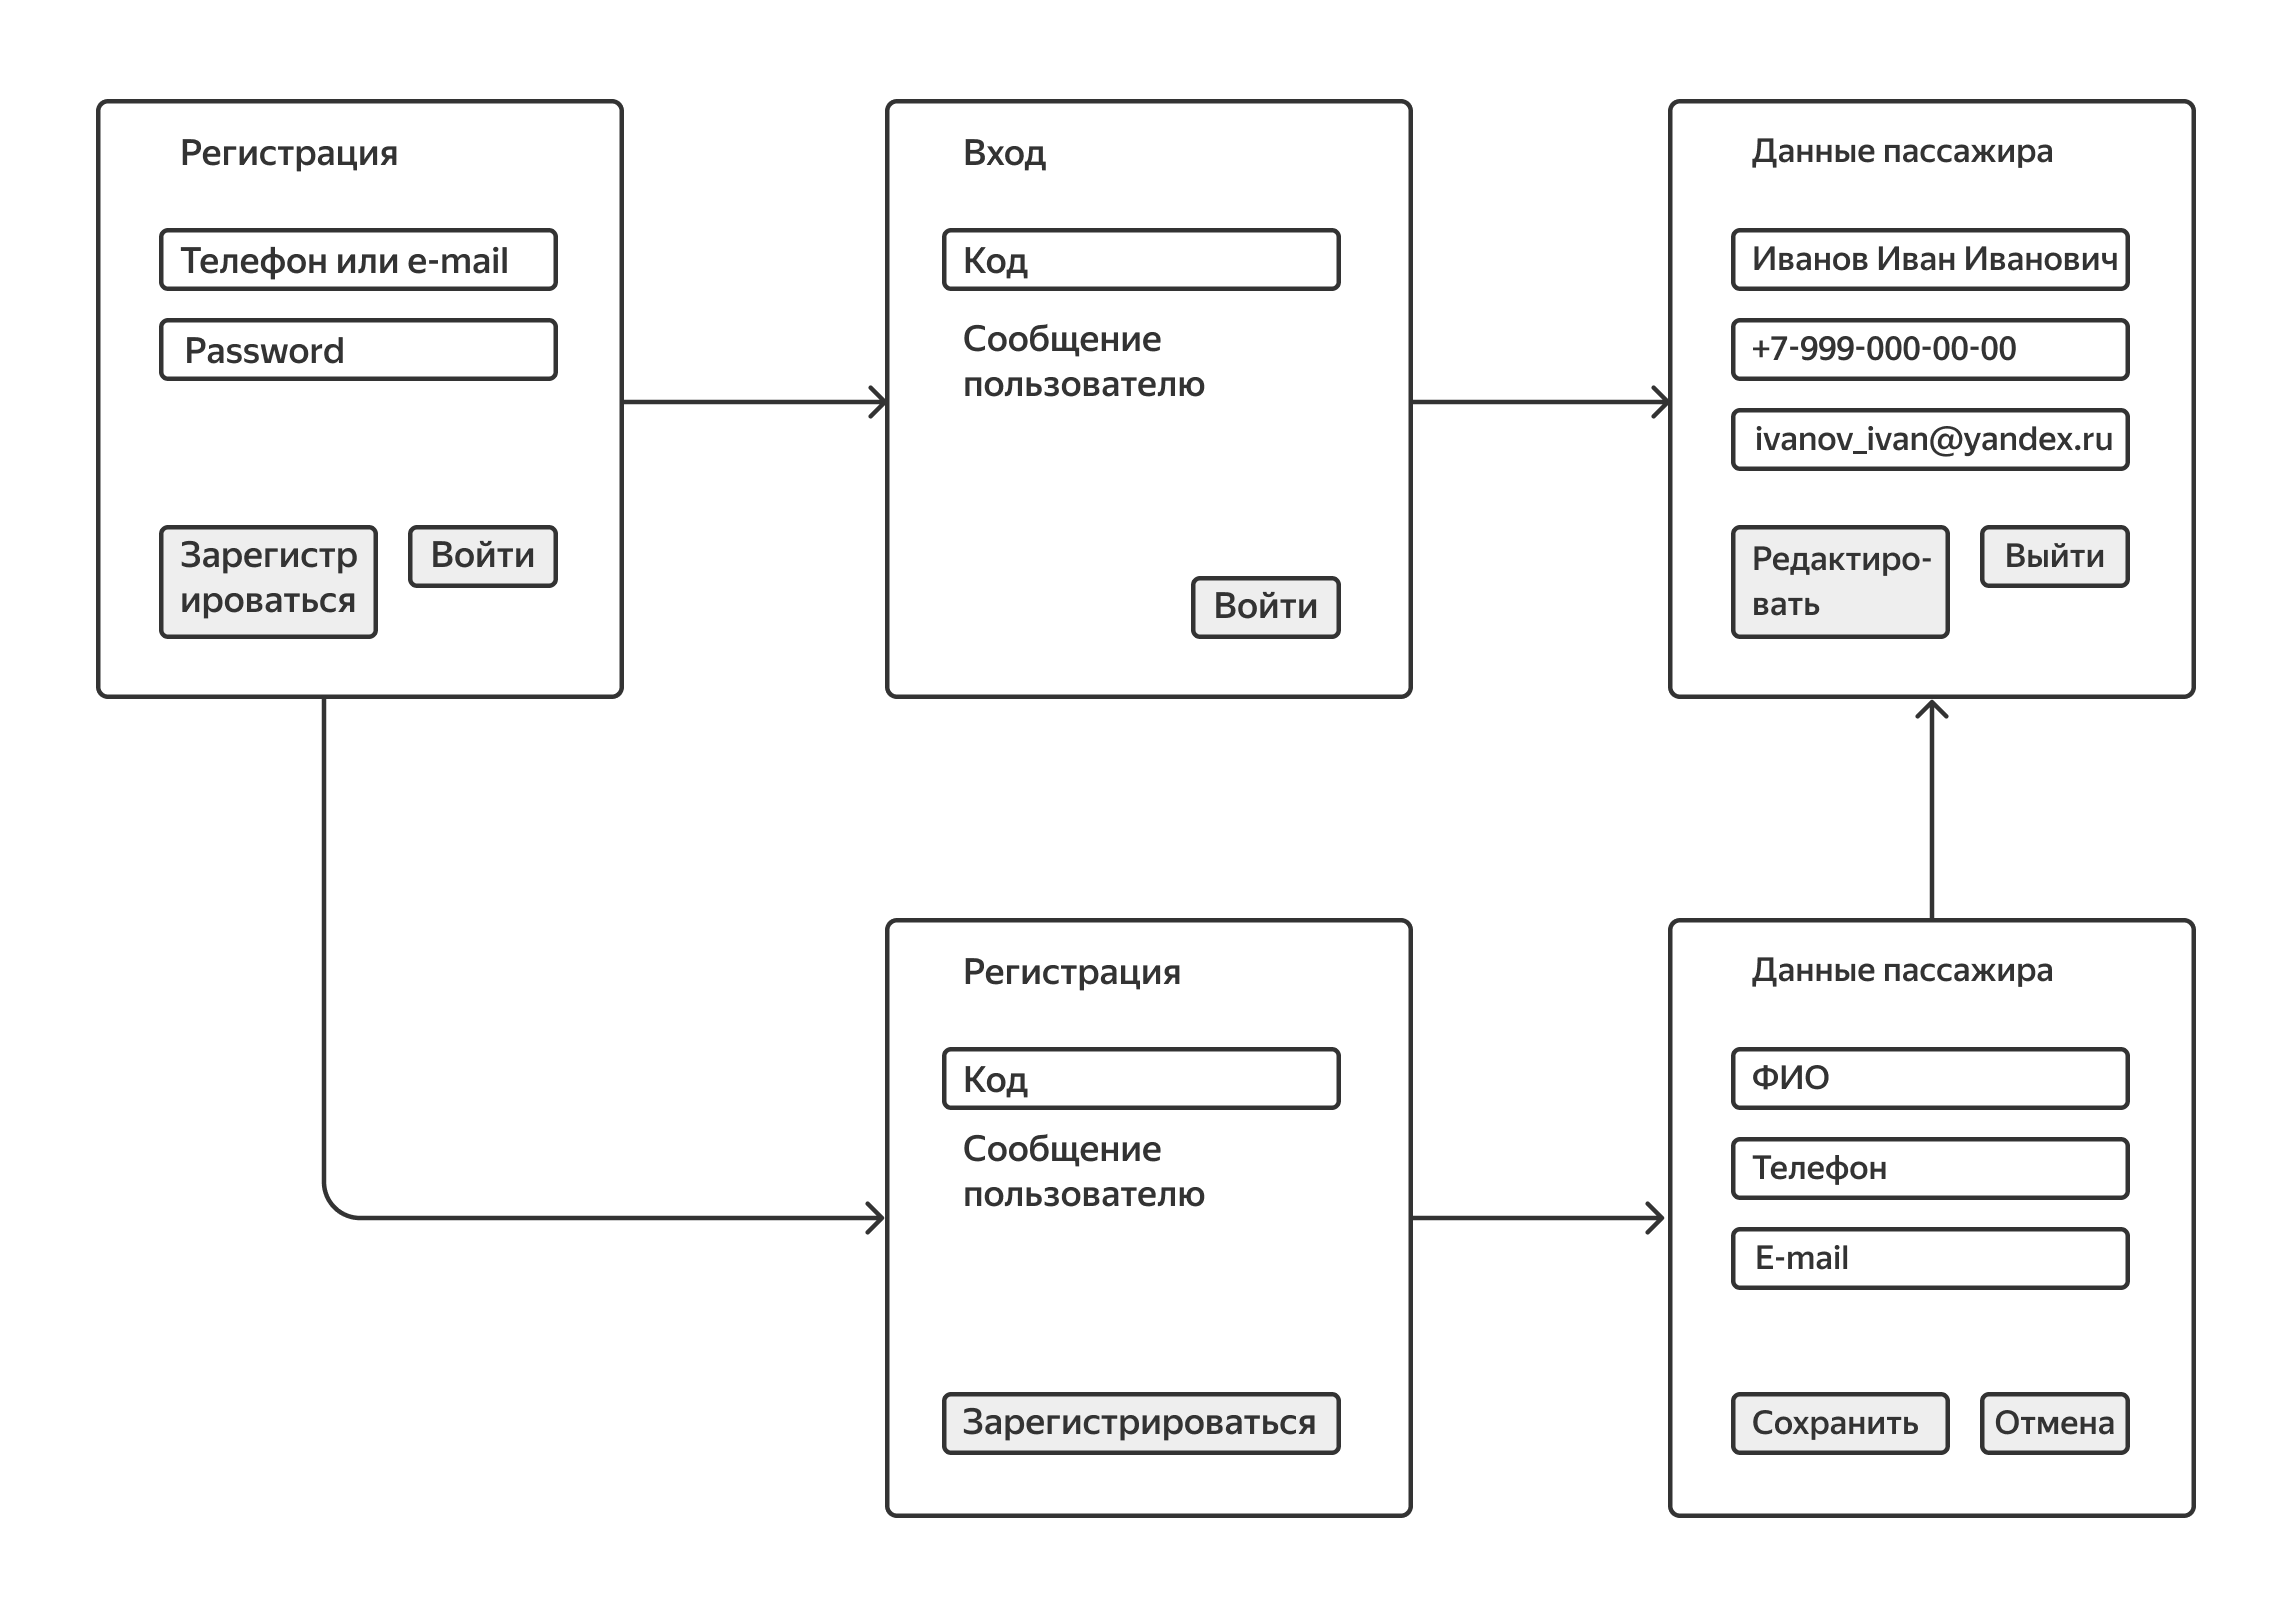 Регистрация
Телефон или e-mail
Password
Зарегистр
ироваться
Войти
Вход
Код
Сообщение
пользователю
Войти
Данные пассажира
Иванов Иван Иванович
+7-999-000-00-00
ivanov_ivan@yandex.ru
Редактиро-
вать
Выйти
Регистрация
Код
Сообщение
пользователю
Зарегистрироваться
Данные пассажира
ФИО
Телефон
E-mail
Сохранить
Отмена